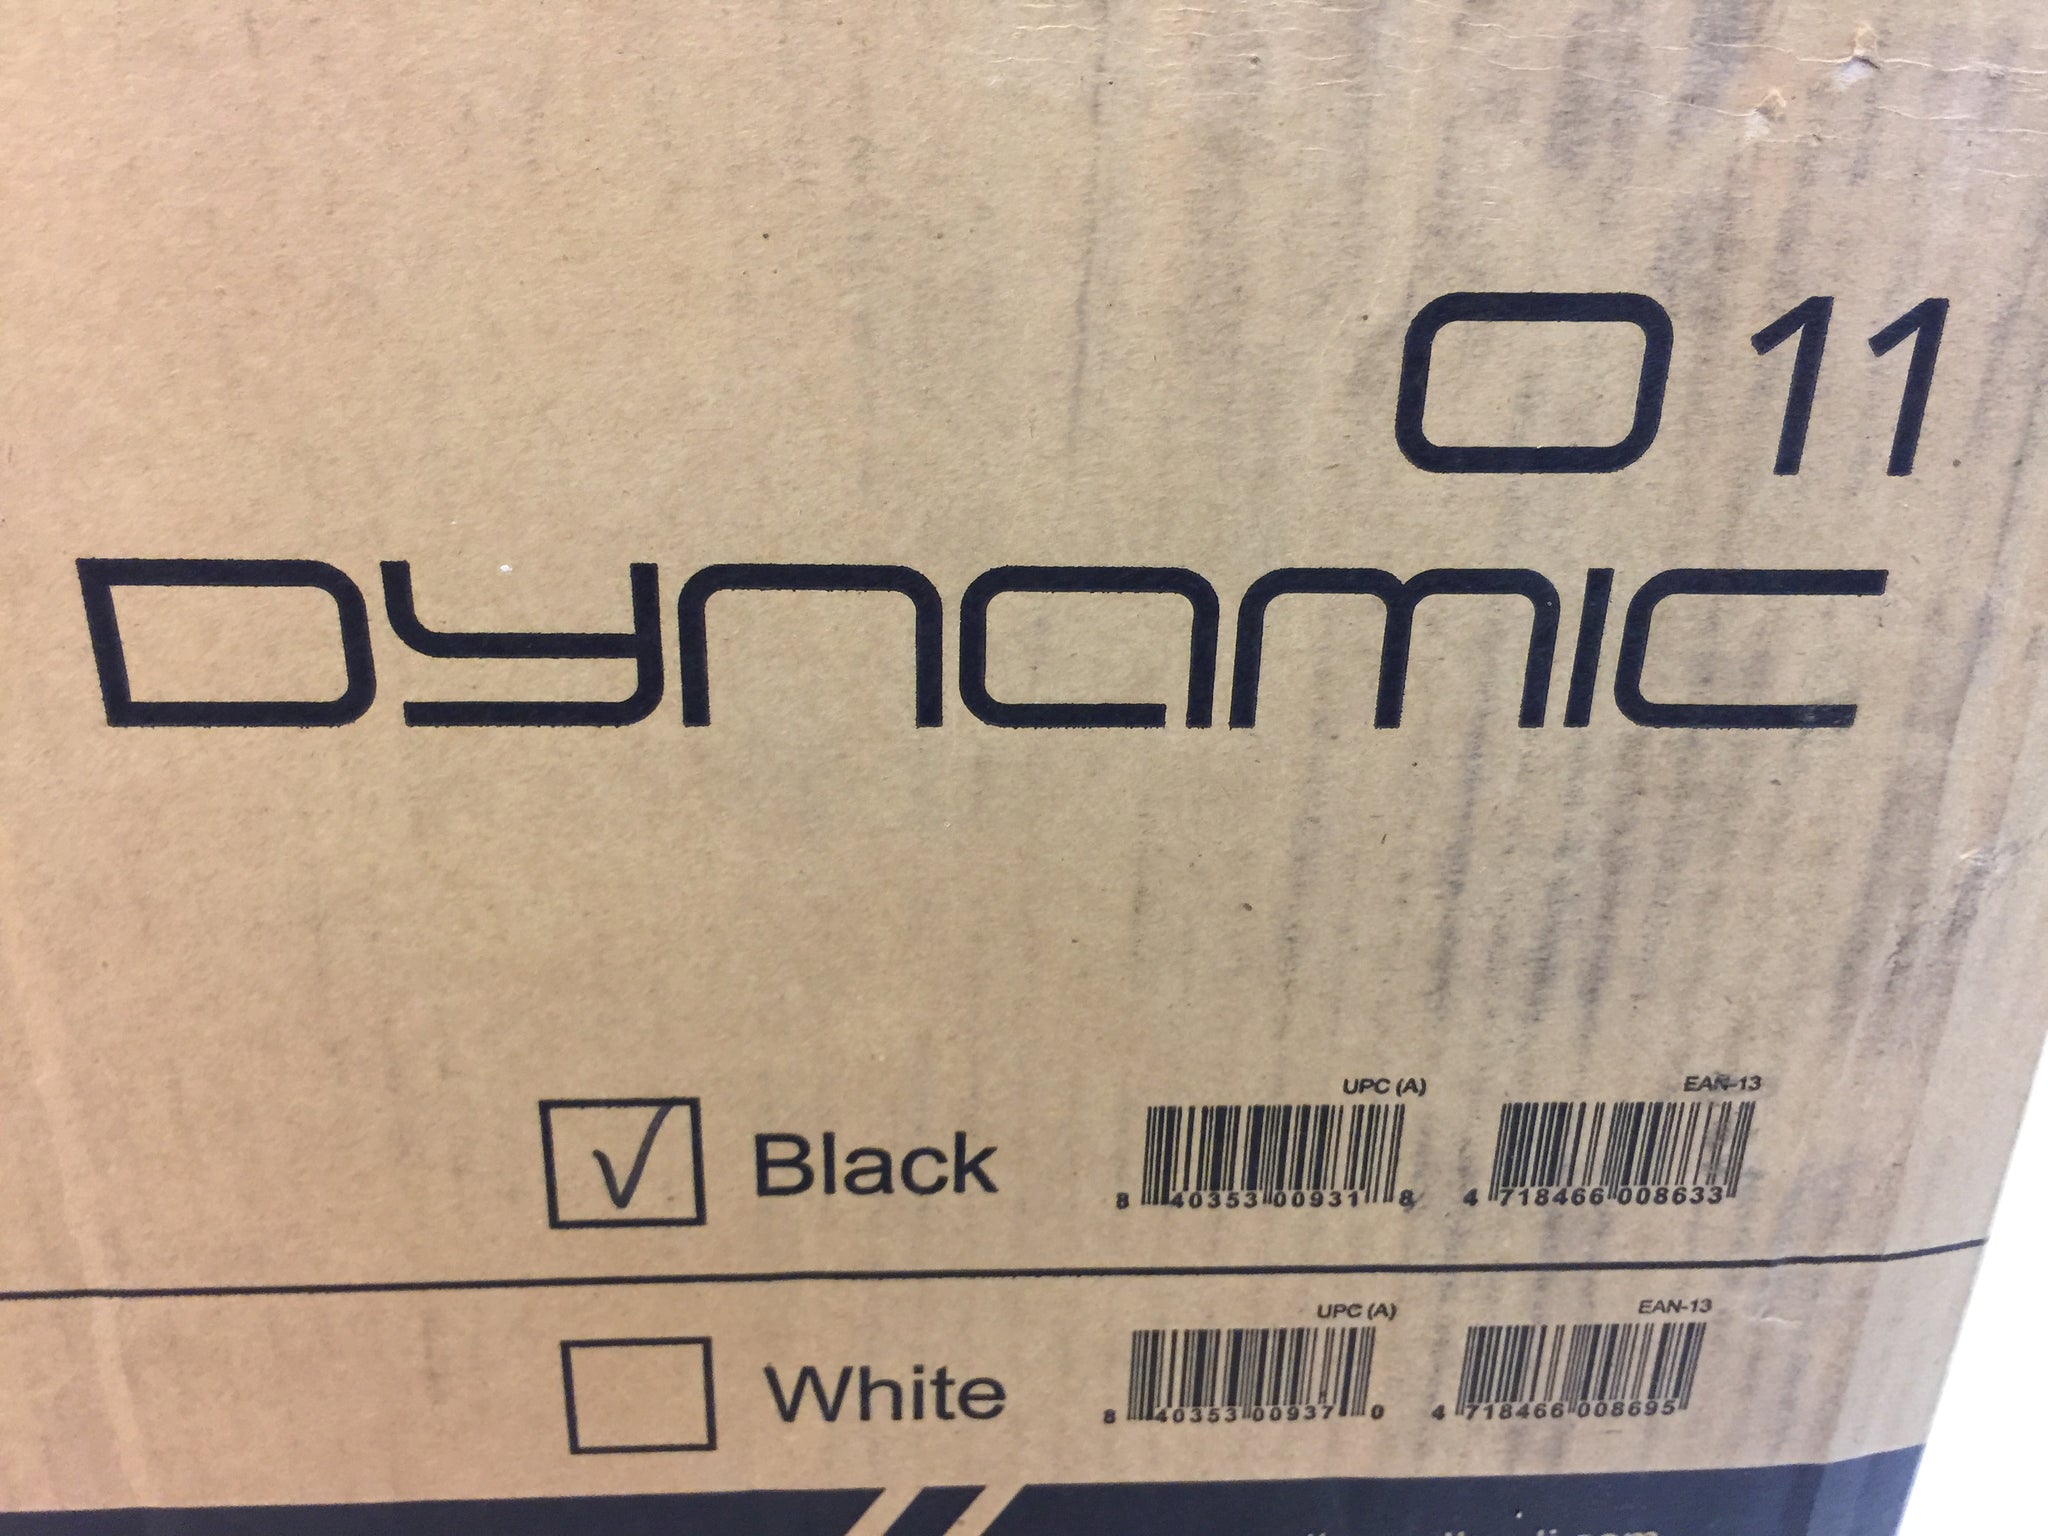 O11
DYNAMIC
UPC (A) EAN-13
Black 8 40353 00931 8 4 718466 008633
UPC (A) EAN-13
White 8 40353 00937 0 4 718466 008695